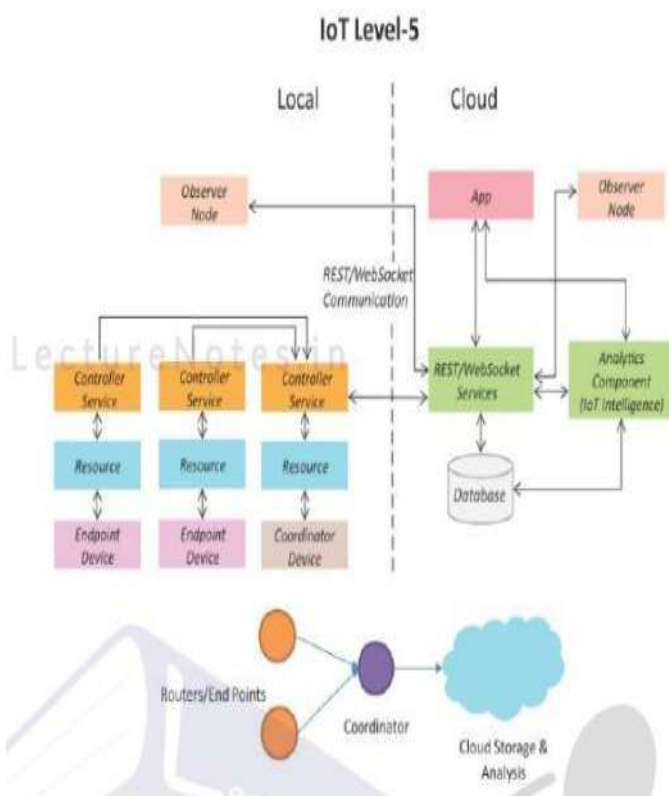 IoT Level-5
Local
Cloud
Observer
Node
App
Observer
Node
REST/WebSocket
Communication
LectureNotes.in
Controller
Service
Controller
Service
Controller
Service
REST/WebSocket
Services
Analytics
Component
(IoT Intelligence)
Resource
Resource
Resource
Database
Endpoint
Device
Endpoint
Device
Coordinator
Device
Routers/End Points
Coordinator
Cloud Storage &
Analysis